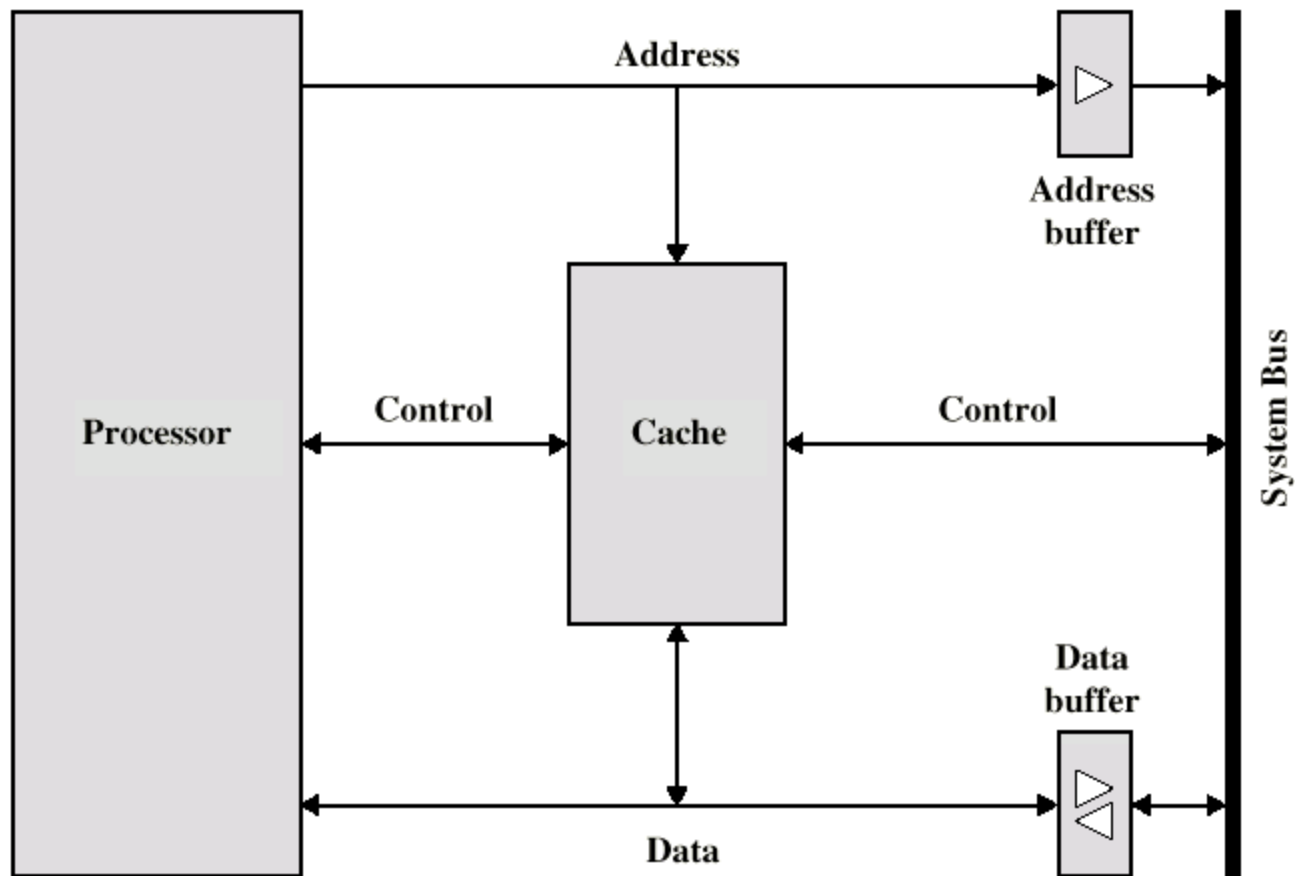 Address
Address
buffer
Processor
Control
Cache
Control
System Bus
Data
buffer
Data